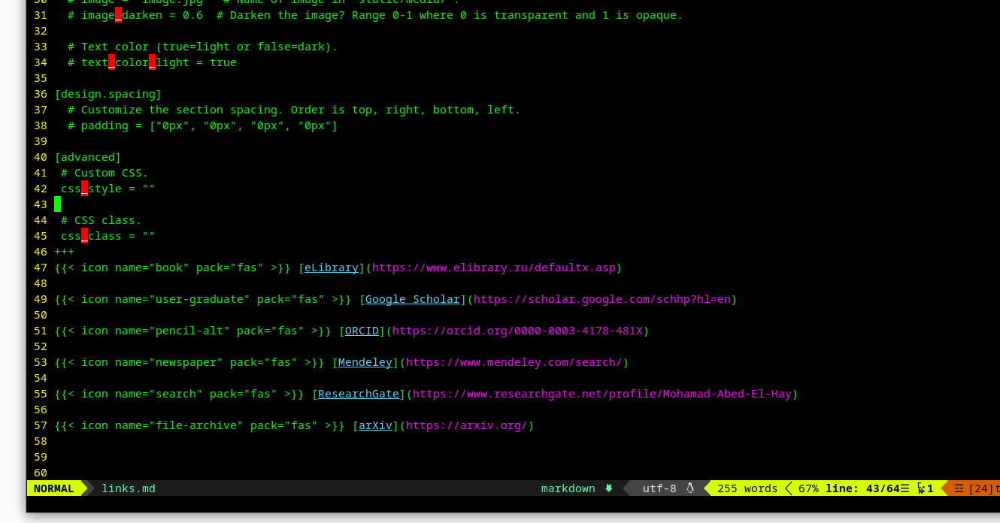 30   # image = "image.jpg"  # Name of image in `static/media/`.
31   # image_darken = 0.6  # Darken the image? Range 0-1 where 0 is transparent and 1 is opaque.
32
33   # Text color (true=light or false=dark).
34   # text_color_light = true
35
36 [design.spacing]
37   # Customize the section spacing. Order is top, right, bottom, left.
38   # padding = ["0px", "0px", "0px", "0px"]
39
40 [advanced]
41  # Custom CSS.
42  css_style = ""
43
44  # CSS class.
45  css_class = ""
46 +++
47 {{< icon name="book" pack="fas" >}} [eLibrary](https://www.elibrary.ru/defaultx.asp)
48
49 {{< icon name="user-graduate" pack="fas" >}} [Google Scholar](https://scholar.google.com/schhp?hl=en)
50
51 {{< icon name="pencil-alt" pack="fas" >}} [ORCID](https://orcid.org/0000-0003-4178-481X)
52
53 {{< icon name="newspaper" pack="fas" >}} [Mendeley](https://www.mendeley.com/search/)
54
55 {{< icon name="search" pack="fas" >}} [ResearchGate](https://www.researchgate.net/profile/Mohamad-Abed-El-Hay)
56
57 {{< icon name="file-archive" pack="fas" >}} [arXiv](https://arxiv.org/)
58
59
60
NORMAL links.md markdown utf-8 255 words 67% line: 43/64☰ :1 ☲ [24]t